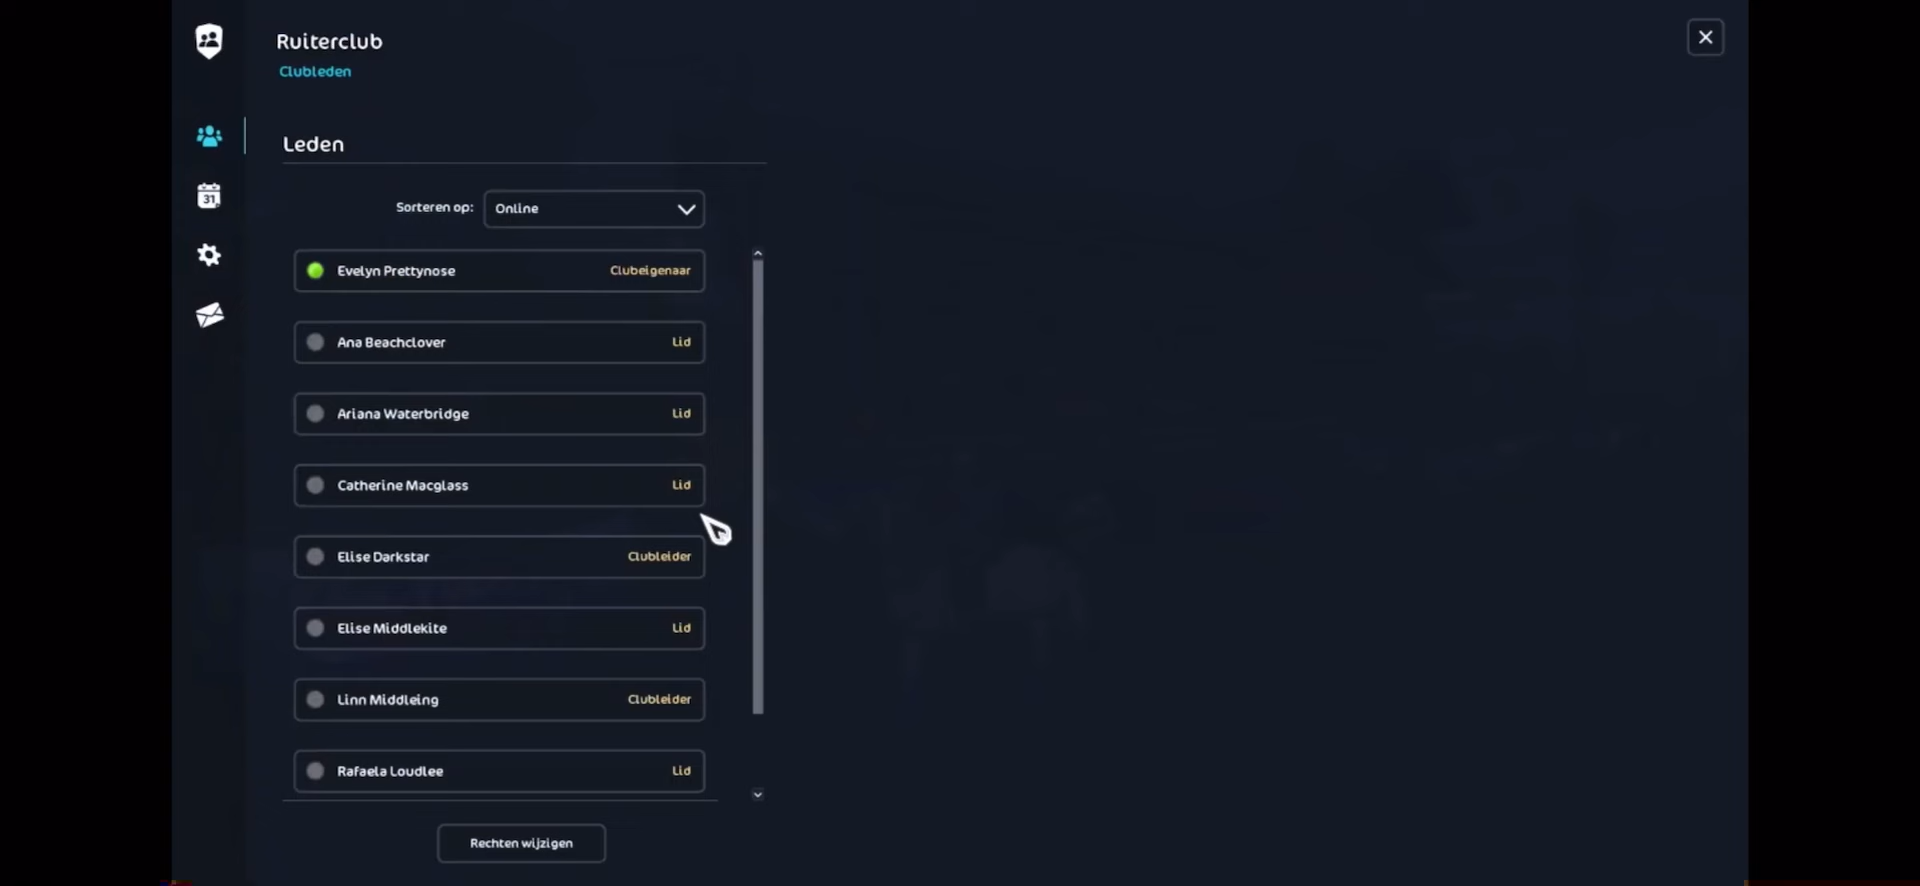 Ruiterclub
Clubleden
Leden
Sorteren op: Online
31
Evelyn Prettynose Clubeigenaar
Ana Beachclover Lid
Ariana Waterbridge Lid
Catherine Macglass Lid
Elise Darkstar Clubleider
Elise Middlekite Lid
Linn Middleing Clubleider
Rafaela Loudlee Lid
Rechten wijzigen